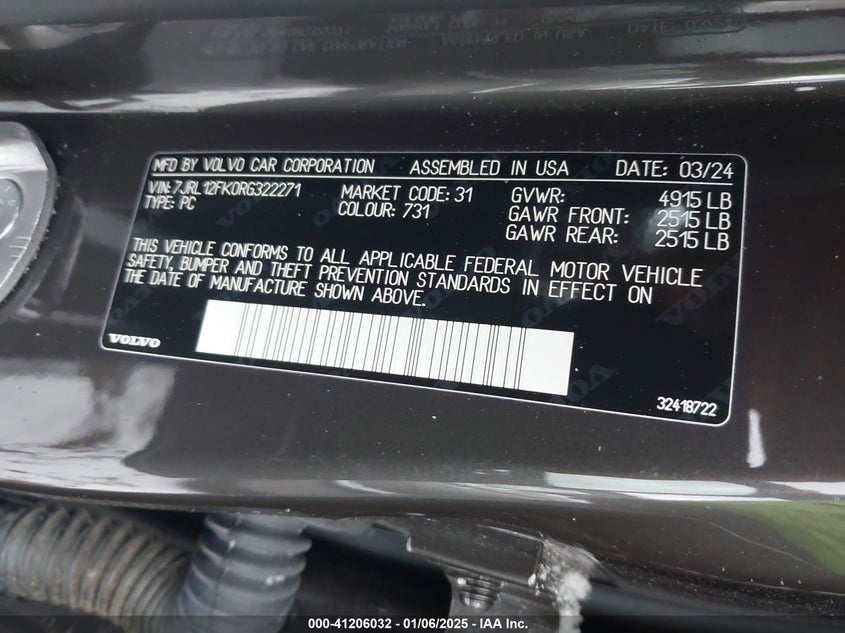 MFD BY VOLVO CAR CORPORATION ASSEMBLED IN USA DATE: 03/24
VIN: 7JRL12FK0RG322271 MARKET CODE: 31 GVWR: 4915 LB
TYPE: PC COLOUR: 731 GAWR FRONT: 2515 LB
GAWR REAR: 2515 LB
THIS VEHICLE CONFORMS TO ALL APPLICABLE FEDERAL MOTOR VEHICLE
SAFETY, BUMPER AND THEFT PREVENTION STANDARDS IN EFFECT ON
THE DATE OF MANUFACTURE SHOWN ABOVE.
VOLVO
32418722
000-41206032 - 01/06/2025 - IAA Inc.